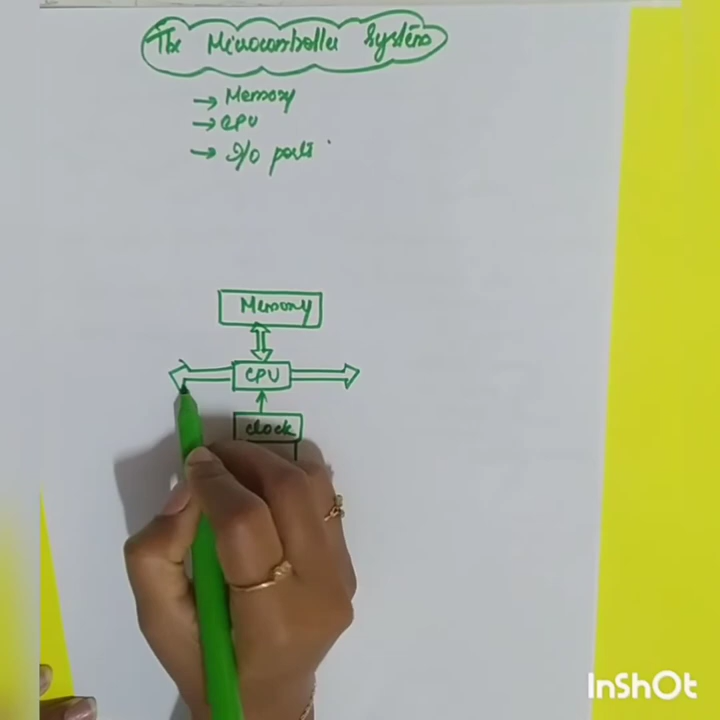 The Microcontroller System
→ Memory
→ CPU
→ I/O ports
Memory
CPU
clock
InShOt